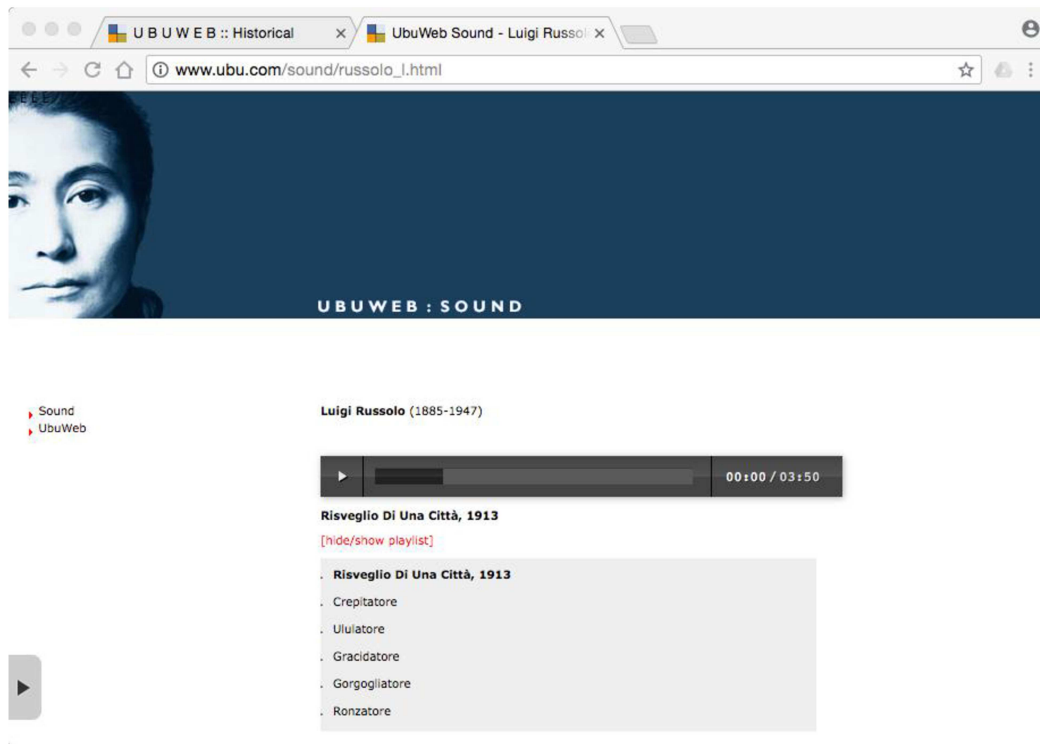 U B U W E B :: Historical
UbuWeb Sound - Luigi Russol
www.ubu.com/sound/russolo_l.html
UBUWEB : SOUND
Sound
UbuWeb
Luigi Russolo (1885-1947)
00:00 / 03:50
Risveglio Di Una Città, 1913
[hide/show playlist]
. Risveglio Di Una Città, 1913
. Crepitatore
. Ululatore
. Gracidatore
. Gorgogliatore
. Ronzatore